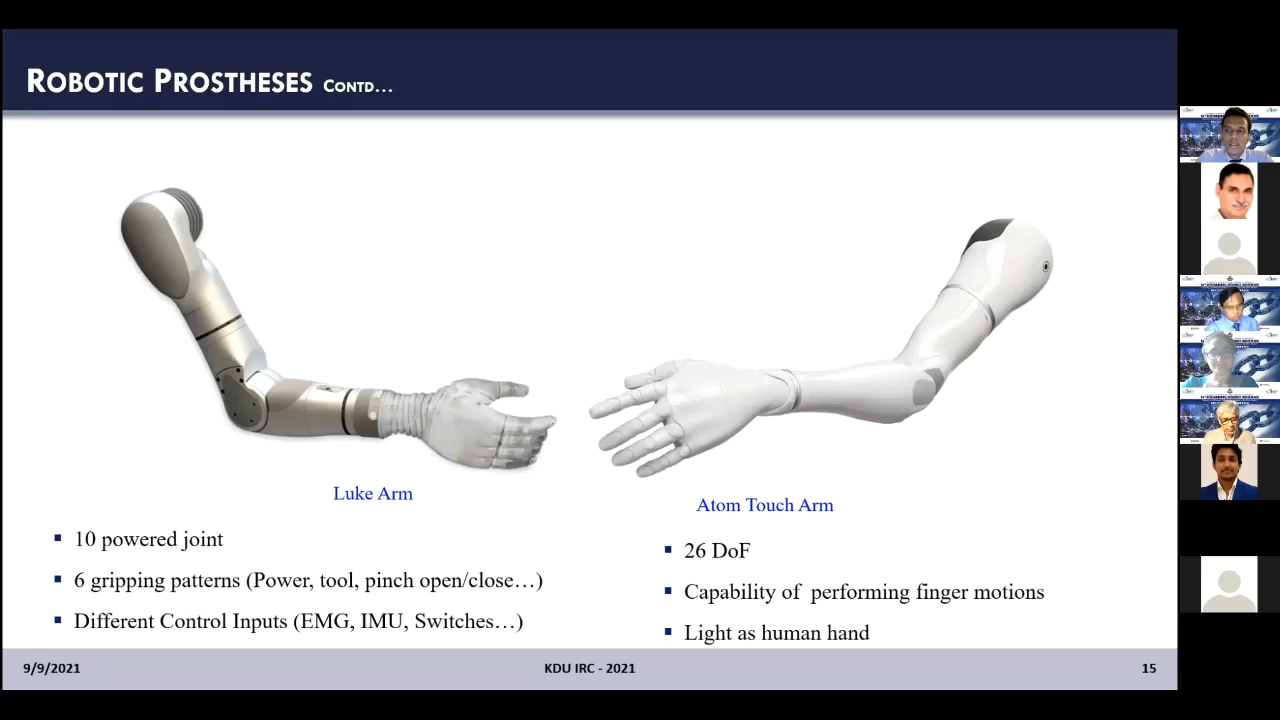 ROBOTIC PROSTHESES CONTD...
Luke Arm
Atom Touch Arm
▪ 10 powered joint
▪ 6 gripping patterns (Power, tool, pinch open/close…)
▪ Different Control Inputs (EMG, IMU, Switches…)
▪ 26 DoF
▪ Capability of performing finger motions
▪ Light as human hand
9/9/2021
KDU IRC - 2021
15